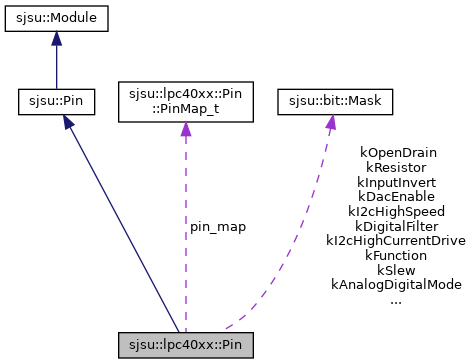 sjsu::Module
sjsu::Pin
sjsu::lpc40xx::Pin
::PinMap_t
sjsu::bit::Mask
pin_map
kOpenDrain
kResistor
kInputInvert
kDacEnable
kI2cHighSpeed
kDigitalFilter
kI2cHighCurrentDrive
kFunction
kSlew
kAnalogDigitalMode
...
sjsu::lpc40xx::Pin